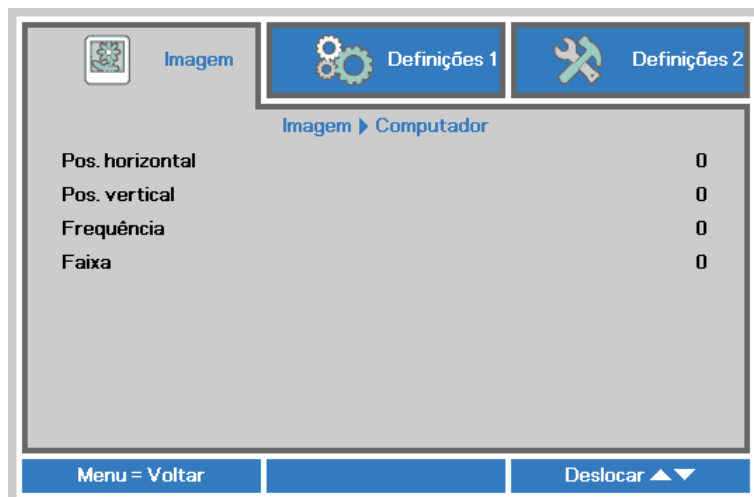 Imagem Definições 1 Definições 2
Imagem ▶ Computador
Pos. horizontal 0
Pos. vertical 0
Frequência 0
Faixa 0
Menu = Voltar Deslocar ▲▼